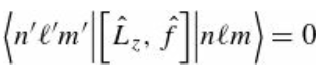 ⟨n′ℓ′m′|[L̂_z, f̂]|nℓm⟩ = 0